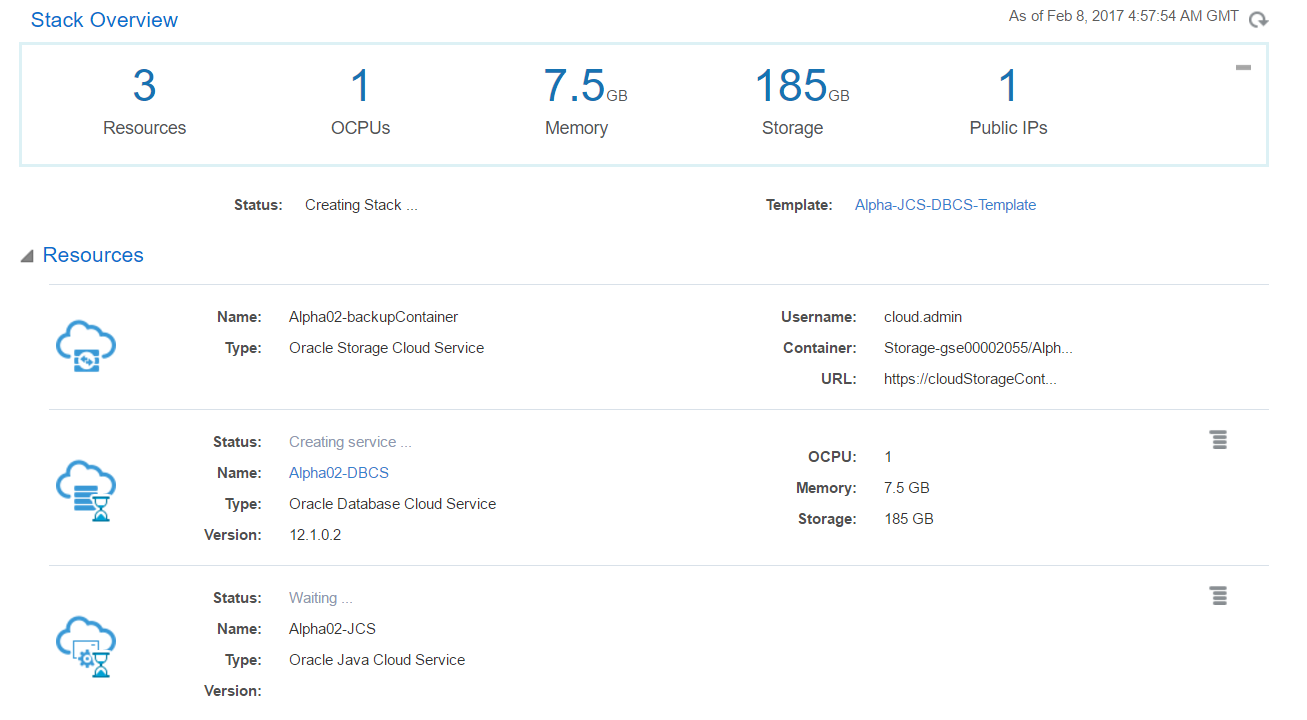 Stack Overview
As of Feb 8, 2017 4:57:54 AM GMT
3 1 7.5GB 185GB 1
Resources OCPUs Memory Storage Public IPs
Status: Creating Stack ... Template: Alpha-JCS-DBCS-Template
Resources
Name: Alpha02-backupContainer Username: cloud.admin
Type: Oracle Storage Cloud Service Container: Storage-gse00002055/Alph...
URL: https://cloudStorageCont...
Status: Creating service ...
OCPU: 1
Name: Alpha02-DBCS
Memory: 7.5 GB
Type: Oracle Database Cloud Service
Storage: 185 GB
Version: 12.1.0.2
Status: Waiting ...
Name: Alpha02-JCS
Type: Oracle Java Cloud Service
Version: